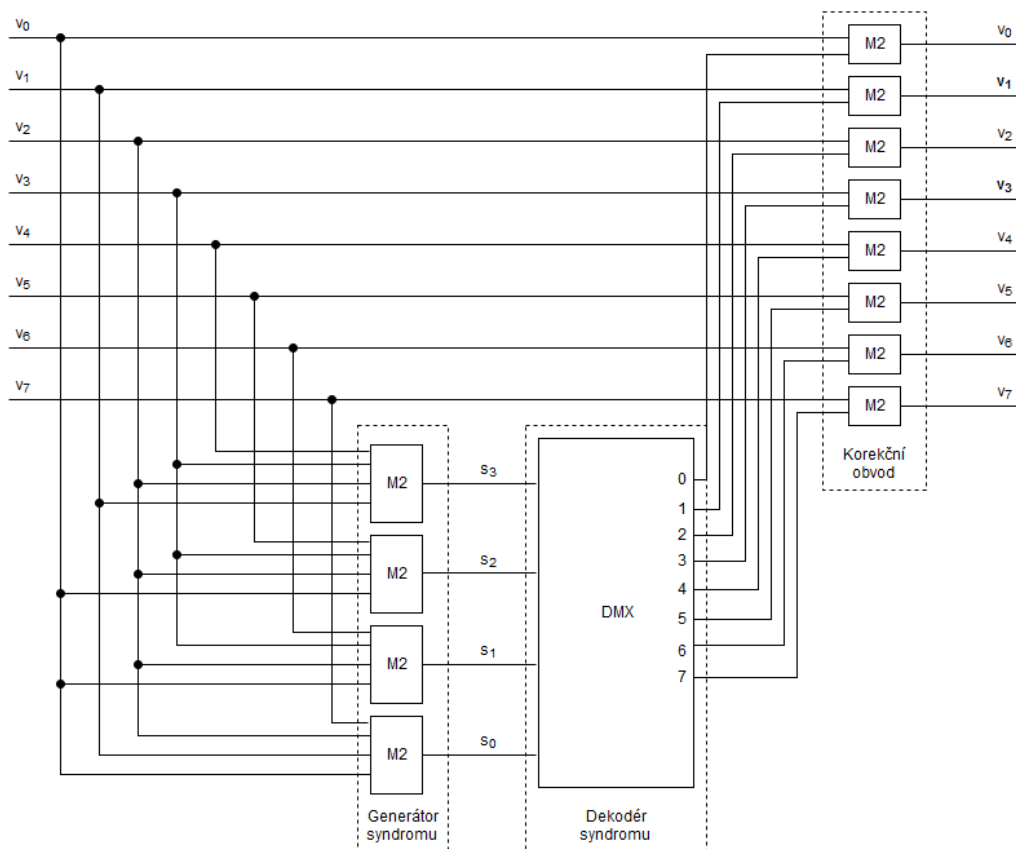 v0
v1
v2
v3
v4
v5
v6
v7
M2
M2
M2
M2
M2
M2
M2
M2
v0
v1
v2
v3
v4
v5
v6
v7
Korekční
obvod
M2
M2
M2
M2
s3
s2
s1
s0
DMX
0
1
2
3
4
5
6
7
Generátor
syndromu
Dekodér
syndromu